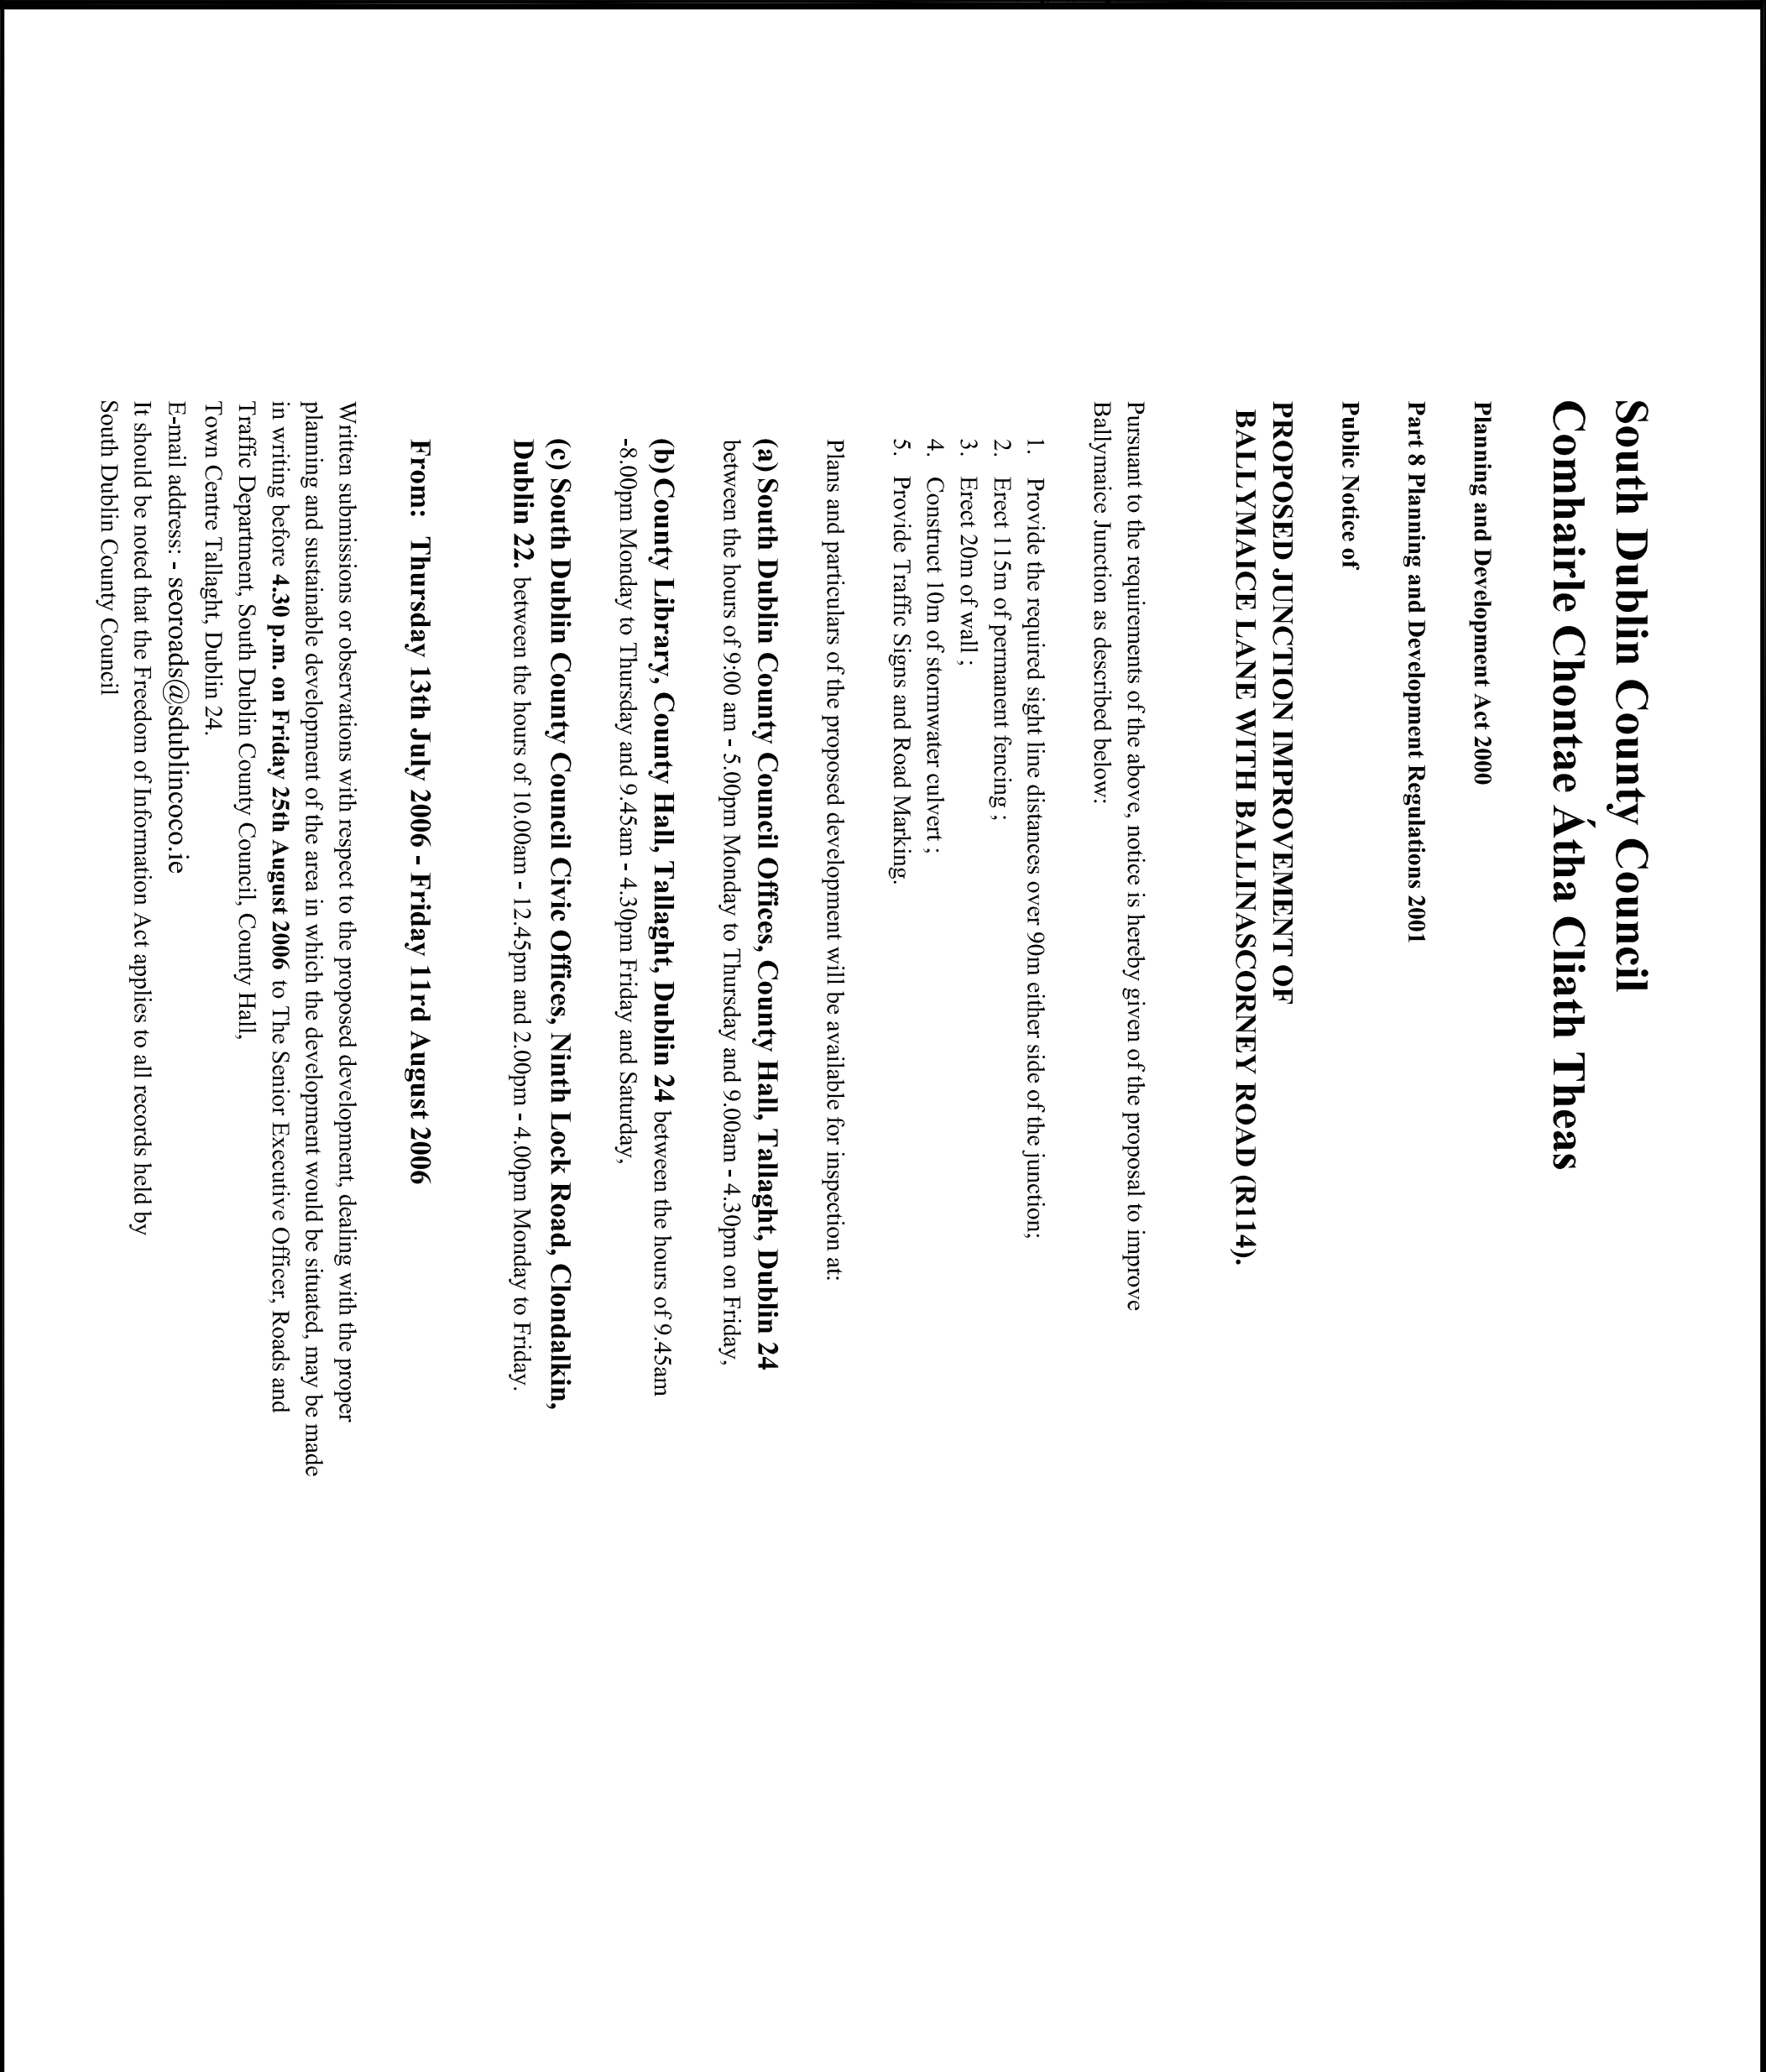 South Dublin County Council
Comhairle Chontae Átha Cliath Theas
Planning and Development Act 2000
Part 8 Planning and Development Regulations 2001
Public Notice of
PROPOSED JUNCTION IMPROVEMENT OF
BALLYMAICE LANE WITH BALLINASCORNEY ROAD (R114).
Pursuant to the requirements of the above, notice is hereby given of the proposal to improve
Ballymaice Junction as described below:
1. Provide the required sight line distances over 90m either side of the junction;
2. Erect 115m of permanent fencing ;
3. Erect 20m of wall ;
4. Construct 10m of stormwater culvert ;
5. Provide Traffic Signs and Road Marking.
Plans and particulars of the proposed development will be available for inspection at:
(a) South Dublin County Council Offices, County Hall, Tallaght, Dublin 24
between the hours of 9:00 am - 5.00pm Monday to Thursday and 9.00am - 4.30pm on Friday,
(b) County Library, County Hall, Tallaght, Dublin 24 between the hours of 9.45am
-8.00pm Monday to Thursday and 9.45am - 4.30pm Friday and Saturday,
(c) South Dublin County Council Civic Offices, Ninth Lock Road, Clondalkin,
Dublin 22. between the hours of 10.00am - 12.45pm and 2.00pm - 4.00pm Monday to Friday.
From: Thursday 13th July 2006 - Friday 11rd August 2006
Written submissions or observations with respect to the proposed development, dealing with the proper
planning and sustainable development of the area in which the development would be situated, may be made
in writing before 4.30 p.m. on Friday 25th August 2006 to The Senior Executive Officer, Roads and
Traffic Department, South Dublin County Council, County Hall,
Town Centre Tallaght, Dublin 24.
E-mail address: - seoroads@sdublincoco.ie
It should be noted that the Freedom of Information Act applies to all records held by
South Dublin County Council